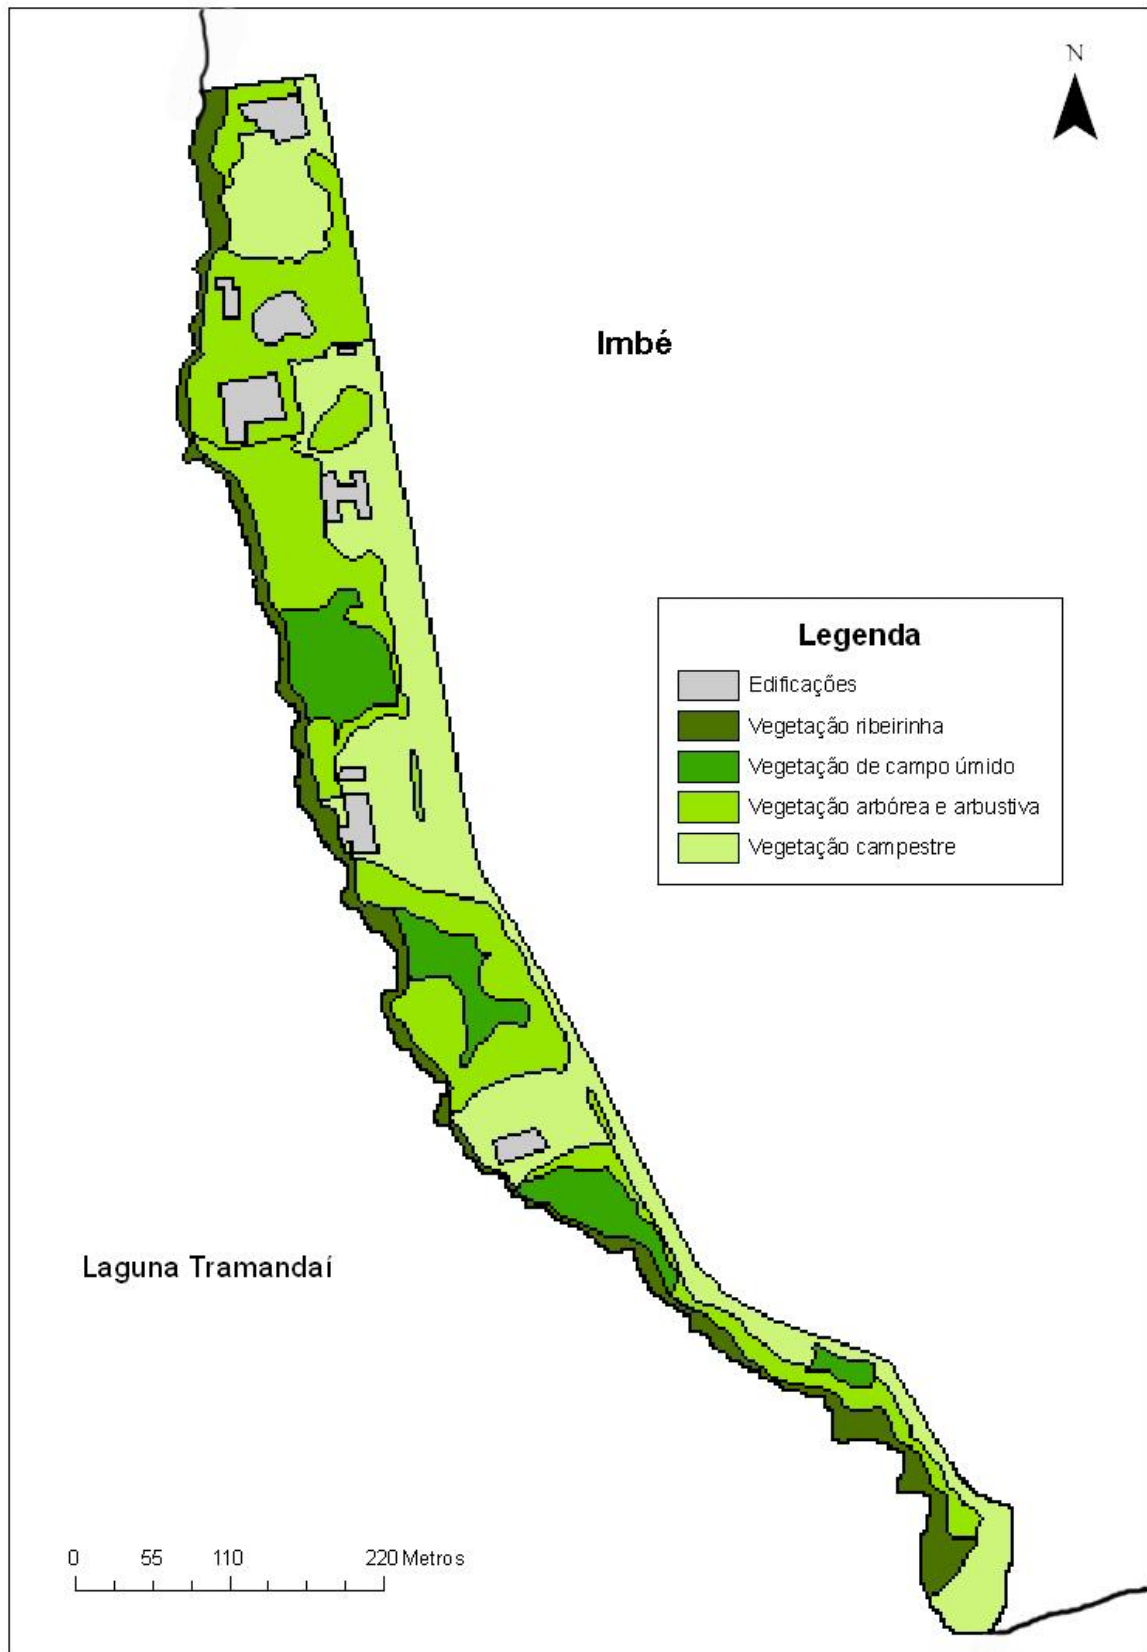 N
Imbé
Legenda
Edificações
Vegetação ribeirinha
Vegetação de campo úmido
Vegetação arbórea e arbustiva
Vegetação campestre
Laguna Tramandaí
0 55 110 220 Metros